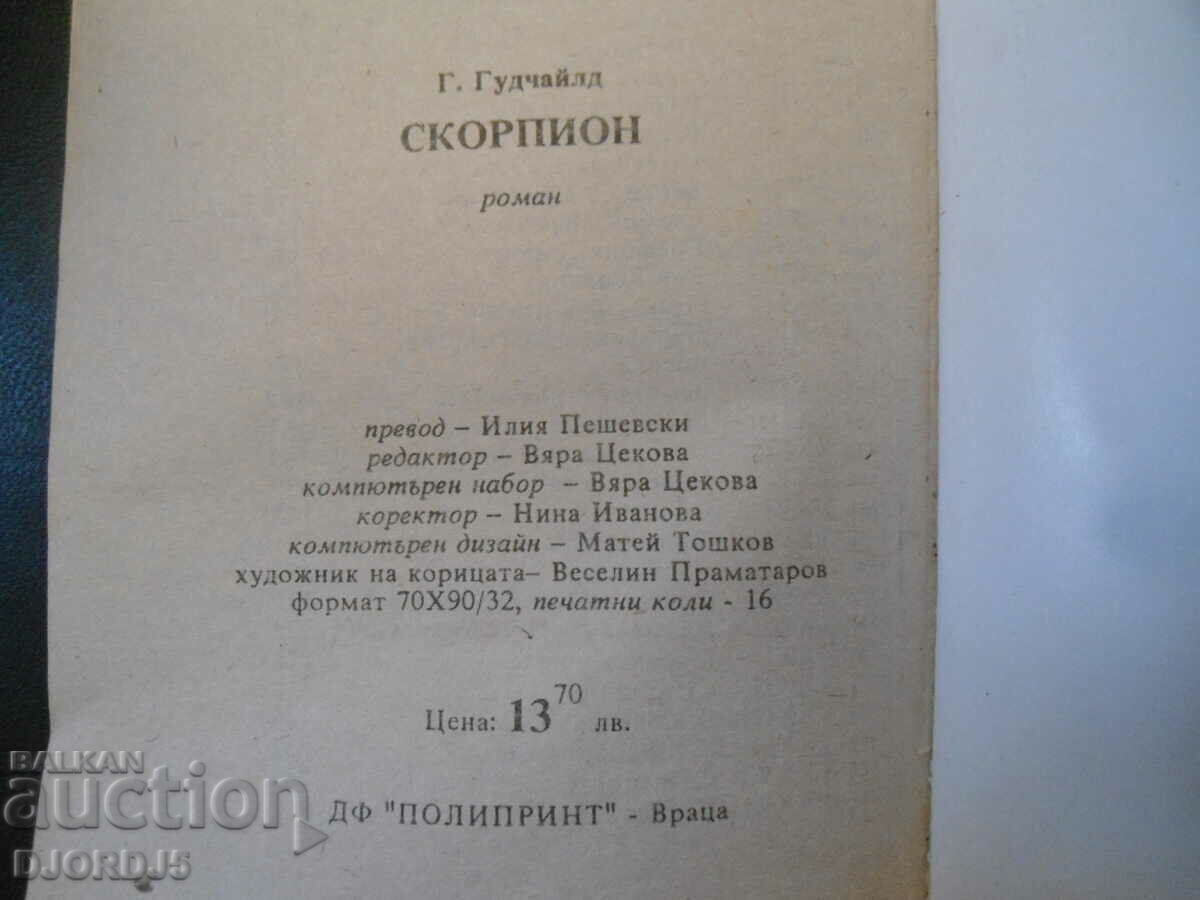 Г. Гудчайлд
СКОРПИОН
роман
превод – Илия Пешевски
редактор – Вяра Цекова
компютърен набор – Вяра Цекова
коректор – Нина Иванова
компютърен дизайн – Матей Тошков
художник на корицата– Веселин Праматаров
формат 70X90/32, печатни коли - 16
Цена: 13 70 лв.
ДФ "ПОЛИПРИНТ" - Враца
BALKAN
auction
DJORDJ5